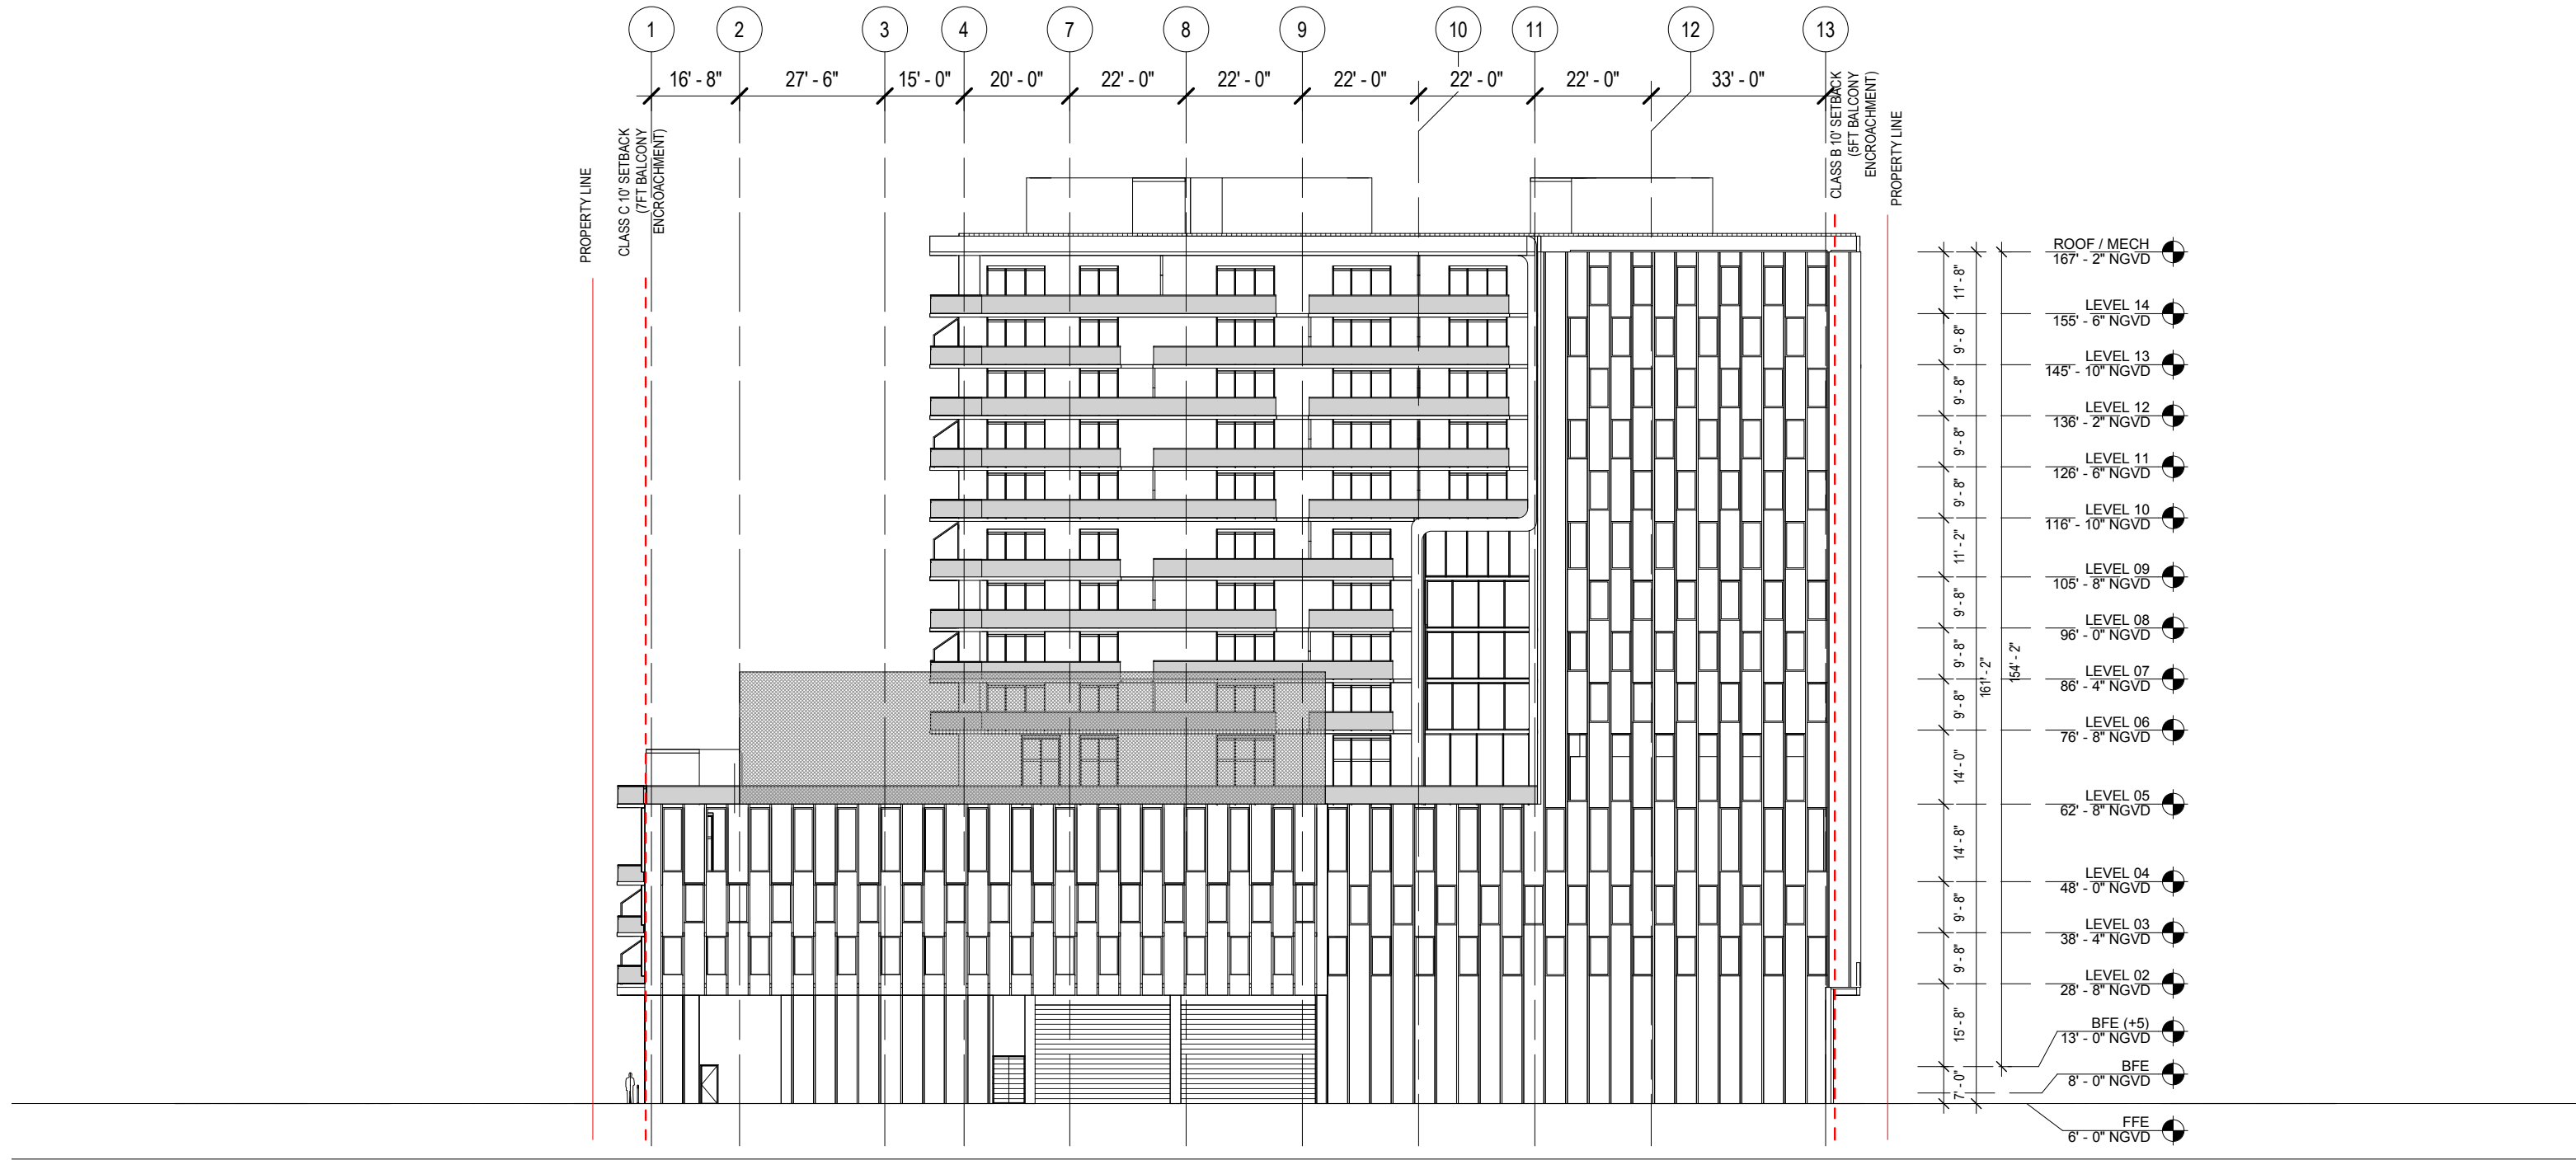 1 2 3 4 7 8 9 10 11 12 13
16' - 8" 27' - 6" 15' - 0" 20' - 0" 22' - 0" 22' - 0" 22' - 0" 22' - 0" 22' - 0" 33' - 0"
PROPERTY LINE
CLASS C 10' SETBACK
(7FT BALCONY
ENCROACHMENT)
CLASS B 10' SETBACK
(5FT BALCONY
ENCROACHMENT)
PROPERTY LINE
ROOF / MECH
167' - 2" NGVD
11' - 8"
LEVEL 14
155' - 6" NGVD
9' - 8"
LEVEL 13
145' - 10" NGVD
9' - 8"
LEVEL 12
136' - 2" NGVD
9' - 8"
LEVEL 11
126' - 6" NGVD
9' - 8"
LEVEL 10
116' - 10" NGVD
11' - 2"
LEVEL 09
105' - 8" NGVD
9' - 8"
LEVEL 08
96' - 0" NGVD
9' - 8"
161' - 2"
154' - 2"
LEVEL 07
86' - 4" NGVD
9' - 8"
LEVEL 06
76' - 8" NGVD
14' - 0"
LEVEL 05
62' - 8" NGVD
14' - 8"
LEVEL 04
48' - 0" NGVD
9' - 8"
LEVEL 03
38' - 4" NGVD
9' - 8"
LEVEL 02
28' - 8" NGVD
15' - 8"
BFE (+5)
13' - 0" NGVD
BFE
8' - 0" NGVD
7' - 0"
FFE
6' - 0" NGVD